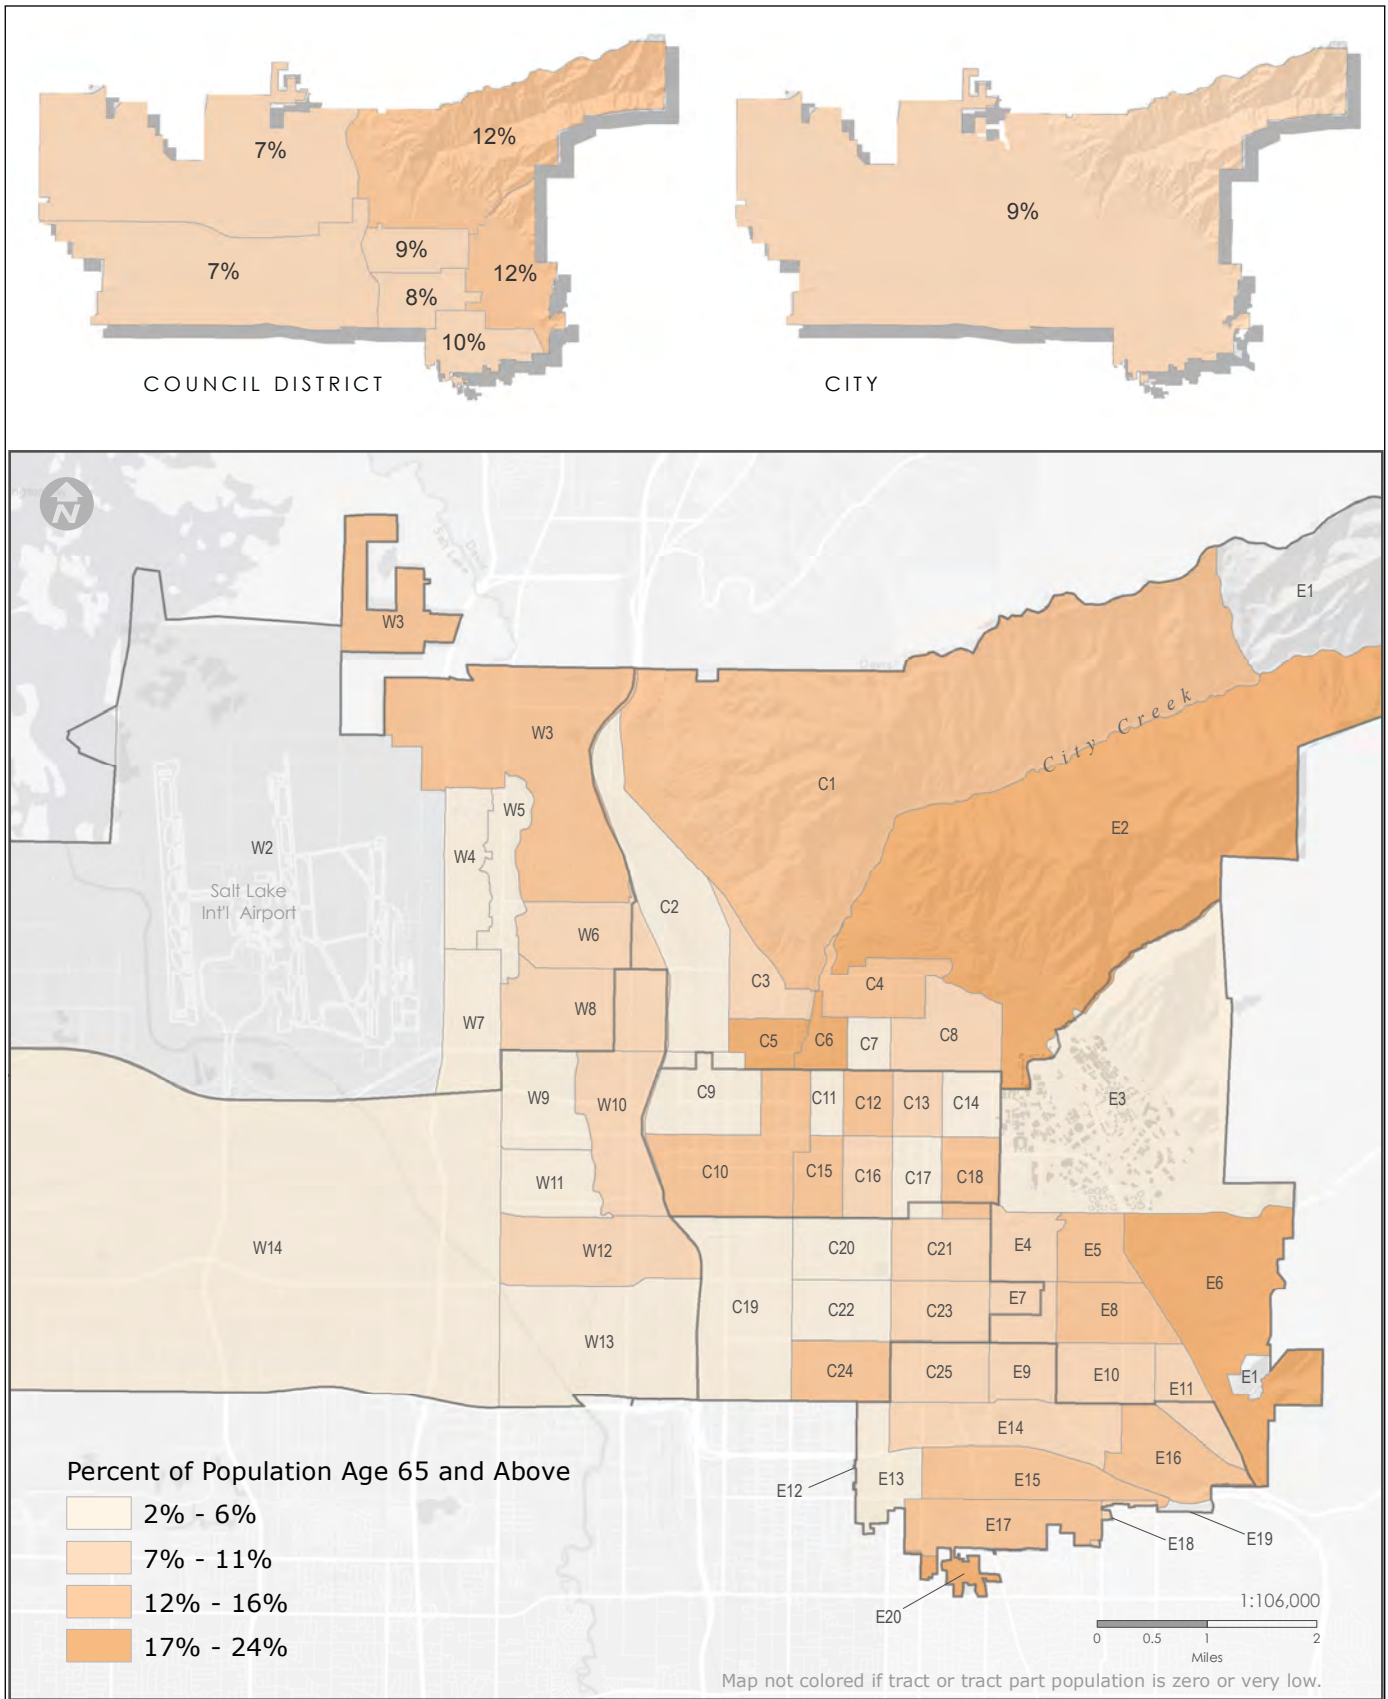 12%
7%
9%
9%
7%
12%
8%
10%
COUNCIL DISTRICT
CITY
N
Davis
Salt Lake
E1
W3
Davis
City Creek
W3
C1
W5
E2
W2
W4
Salt Lake
Int'l Airport
C2
W6
C3
C4
W8
W7
C5
C6
C7
C8
C9
W9
W10
C11
C12
C13
C14
E3
C10
C15
C16
C17
C18
W11
W14
W12
C20
C21
E4
E5
E6
C19
C22
C23
E7
E8
W13
C24
C25
E9
E10
E11
E1
E14
E16
E13
E15
E12
E17
E18
E19
E20
Percent of Population Age 65 and Above
2% - 6%
7% - 11%
12% - 16%
17% - 24%
1:106,000
0 0.5 1 2
Miles
Map not colored if tract or tract part population is zero or very low.